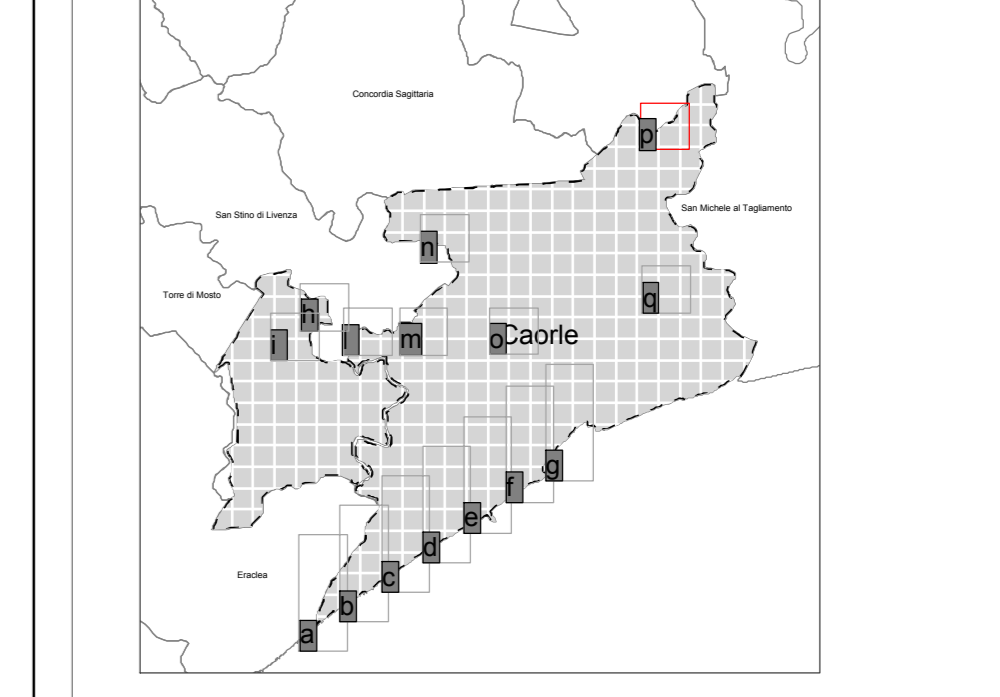 Concordia Sagittaria
p
San Michele al Tagliamento
San Stino di Livenza
n
Torre di Mosto
q
h
i
l
m
o
Caorle
g
f
e
d
Eraclea
c
b
a